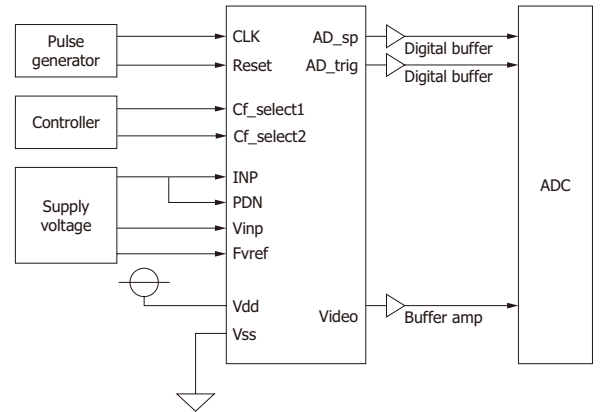 Pulse
generator
Controller
Supply
voltage
CLK
Reset
Cf_select1
Cf_select2
INP
PDN
Vinp
Fvref
Vdd
Vss
AD_sp
AD_trig
Video
Digital buffer
Digital buffer
Buffer amp
ADC